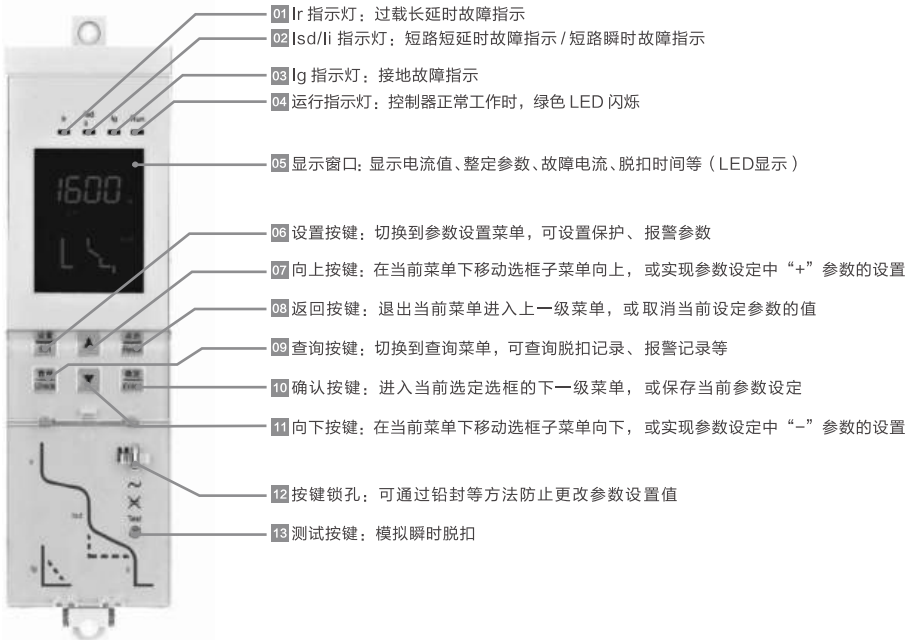 01 Ir 指示灯：过载长延时故障指示
02 Isd/Ii 指示灯：短路短延时故障指示 / 短路瞬时故障指示
03 Ig 指示灯：接地故障指示
04 运行指示灯：控制器正常工作时，绿色 LED 闪烁
Ir Isd Ig Run
Ii
05 显示窗口：显示电流值、整定参数、故障电流、脱扣时间等（LED显示）
1600
06 设置按键：切换到参数设置菜单，可设置保护、报警参数
07 向上按键：在当前菜单下移动选框子菜单向上，或实现参数设定中“+”参数的设置
08 返回按键：退出当前菜单进入上一级菜单，或取消当前设定参数的值
09 查询按键：切换到查询菜单，可查询脱扣记录、报警记录等
10 确认按键：进入当前选定选框的下一级菜单，或保存当前参数设定
11 向下按键：在当前菜单下移动选框子菜单向下，或实现参数设定中“–”参数的设置
12 按键锁孔：可通过铅封等方法防止更改参数设置值
Test
13 测试按键：模拟瞬时脱扣